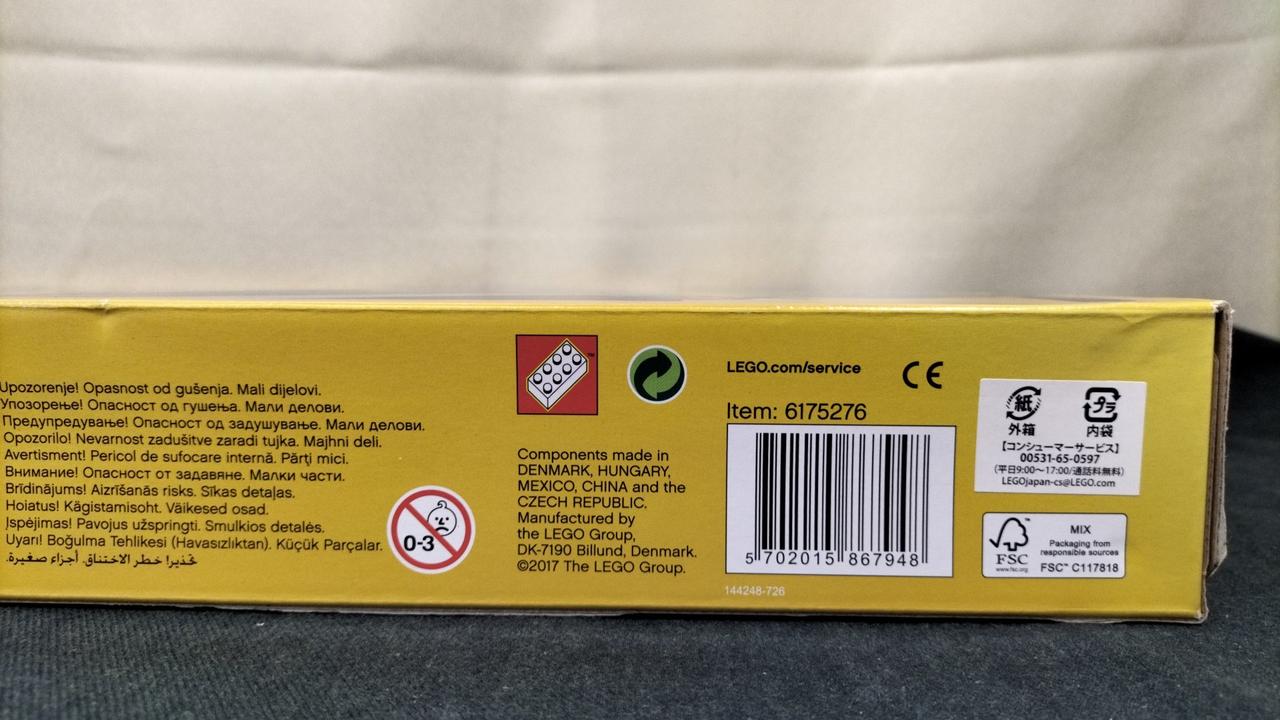 Upozorenje! Opasnost od gušenja. Mali dijelovi.
Упозорење! Опасност од гушења. Мали делови.
Предупредување! Опасност од задушување. Мали делови.
Opozorilo! Nevarnost zadušitve zaradi tujka. Majhni deli.
Avertisment! Pericol de sufocare internă. Părți mici.
Внимание! Опасност от задавяне. Малки части.
Brīdinājums! Aizrīšanās risks. Sīkas detaļas.
Hoiatus! Kägistamisoht. Väikesed osad.
Įspėjimas! Pavojus užspringti. Smulkios detalės.
Uyarı! Boğulma Tehlikesi (Havasızlıktan). Küçük Parçalar.
تحذير! خطر الاختناق. أجزاء صغيرة.
0-3
™
Components made in
DENMARK, HUNGARY,
MEXICO, CHINA and the
CZECH REPUBLIC.
Manufactured by
the LEGO Group,
DK-7190 Billund, Denmark.
©2017 The LEGO Group.
LEGO.com/service
CE
Item: 6175276
5 702015 867948
144248-726
紙 プラ
外箱 内袋
【コンシューマーサービス】
00531-65-0597
(平日9:00〜17:00/通話料無料)
LEGOjapan-cs@LEGO.com
FSC
www.fsc.org
MIX
Packaging from
responsible sources
FSC™ C117818